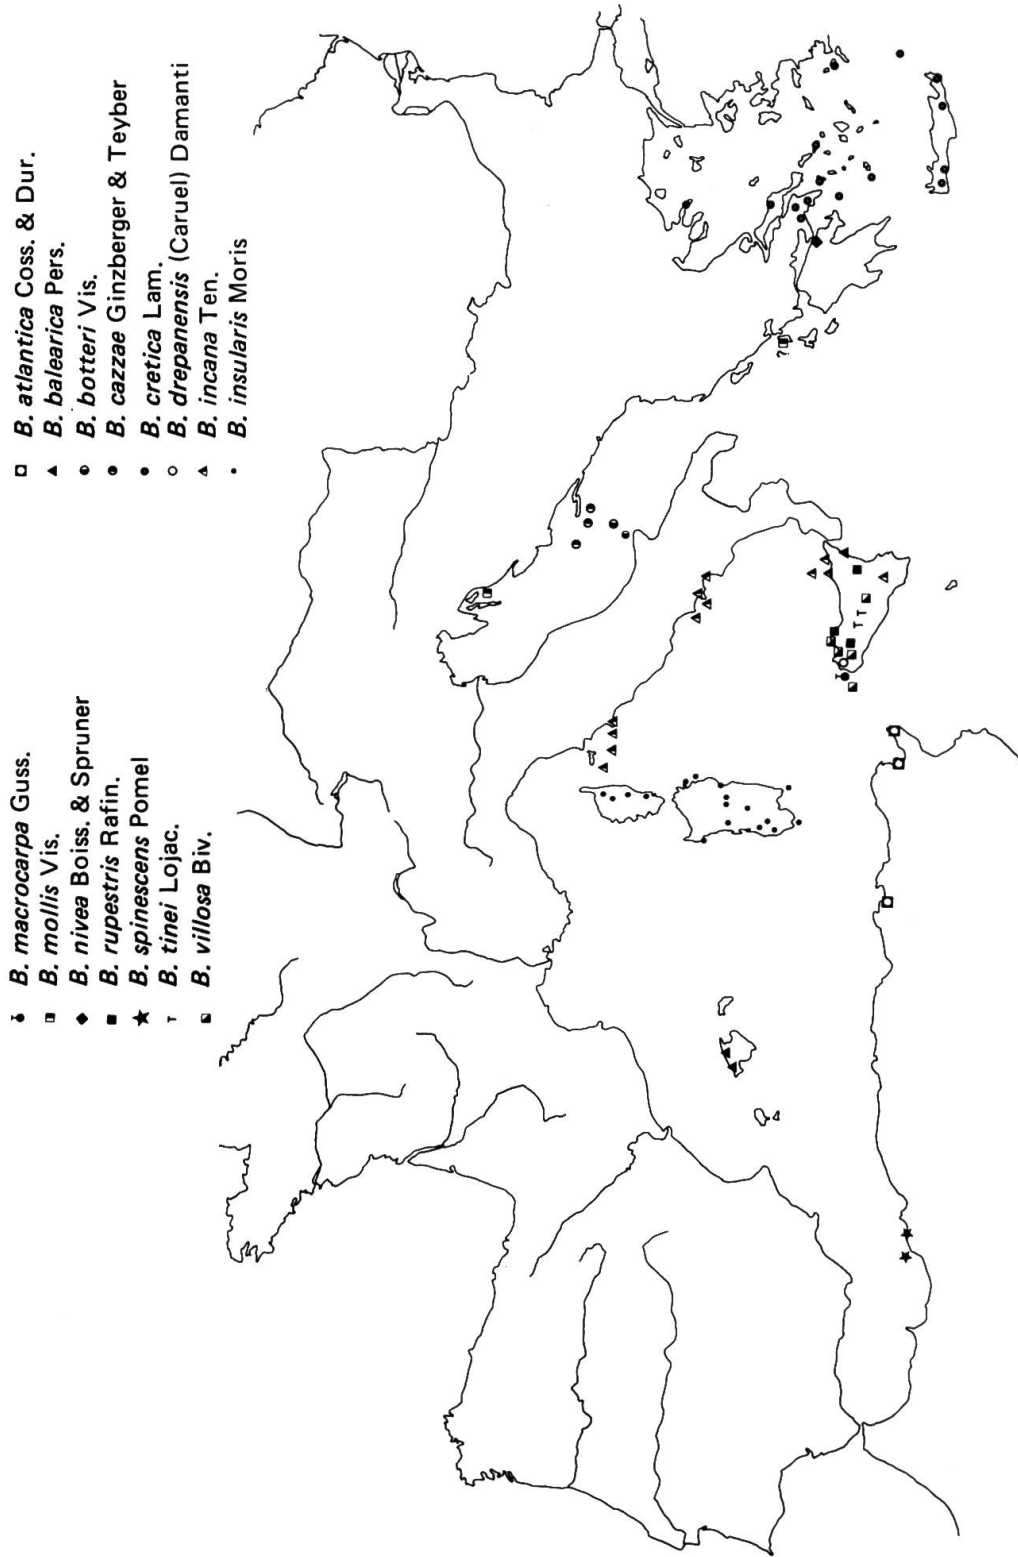 B. macrocarpa Guss.
B. mollis Vis.
B. nivea Boiss. & Spruner
B. rupestris Rafin.
B. spinescens Pomel
B. tinei Lojac.
B. villosa Biv.
B. atlantica Coss. & Dur.
B. balearica Pers.
B. botteri Vis.
B. cazzae Ginzberger & Teyber
B. cretica Lam.
B. drepanensis (Caruel) Damanti
B. incana Ten.
B. insularis Moris
?
T T